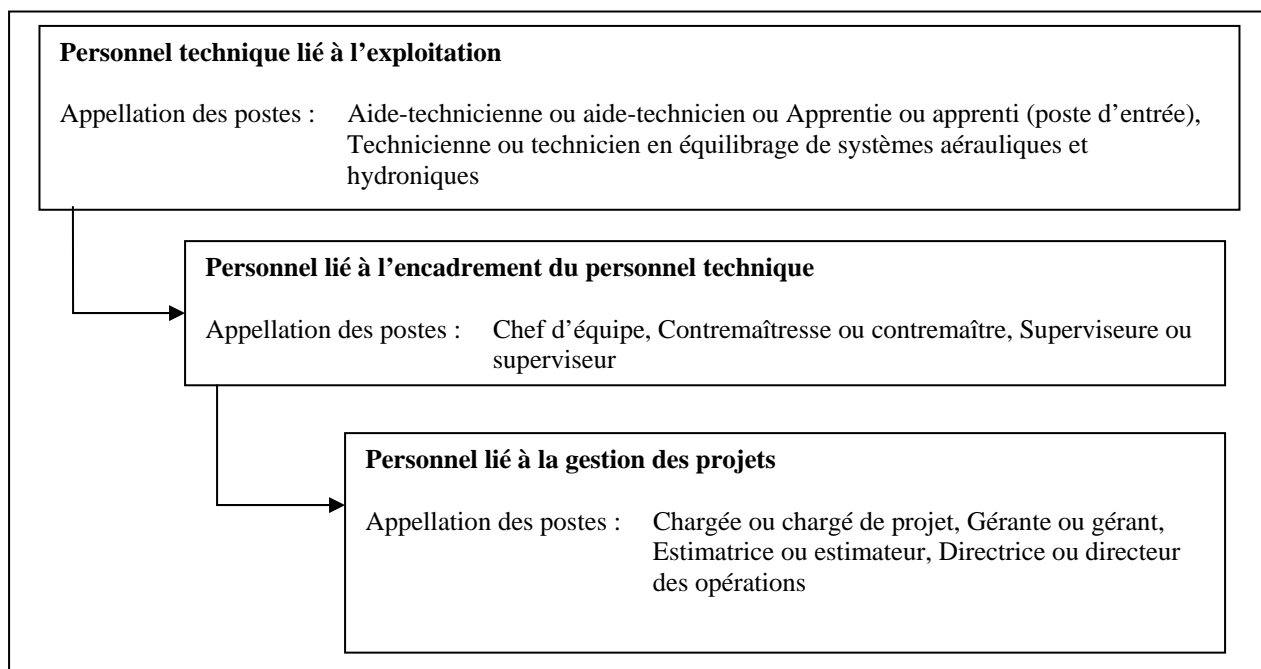 Personnel technique lié à l’exploitation
Appellation des postes : Aide-technicienne ou aide-technicien ou Apprentie ou apprenti (poste d’entrée),
Technicienne ou technicien en équilibrage de systèmes aérauliques et
hydroniques
Personnel lié à l’encadrement du personnel technique
Appellation des postes : Chef d’équipe, Contremaîtresse ou contremaître, Superviseure ou
superviseur
Personnel lié à la gestion des projets
Appellation des postes : Chargée ou chargé de projet, Gérante ou gérant,
Estimatrice ou estimateur, Directrice ou directeur
des opérations